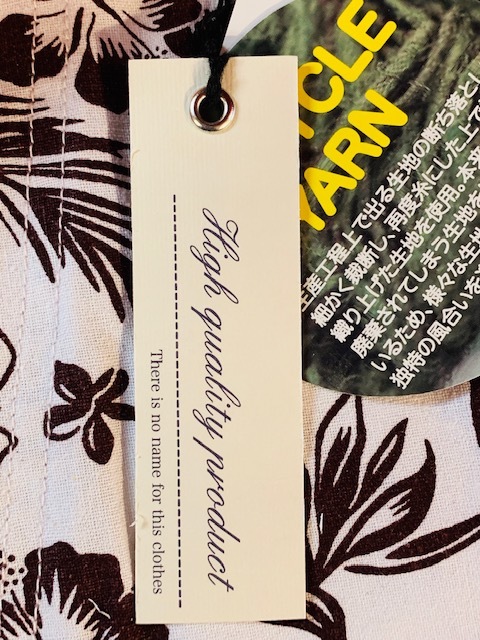 High quality product
There is no name for this clothes
CYCLE
YARN
生産工程上で出る生地の断ち落とし
細かく裁断し、再度糸にした上で
織り上げた生地を使用。本来
廃棄されてしまう生地を
いるため、様々な生地
独特の風合いを